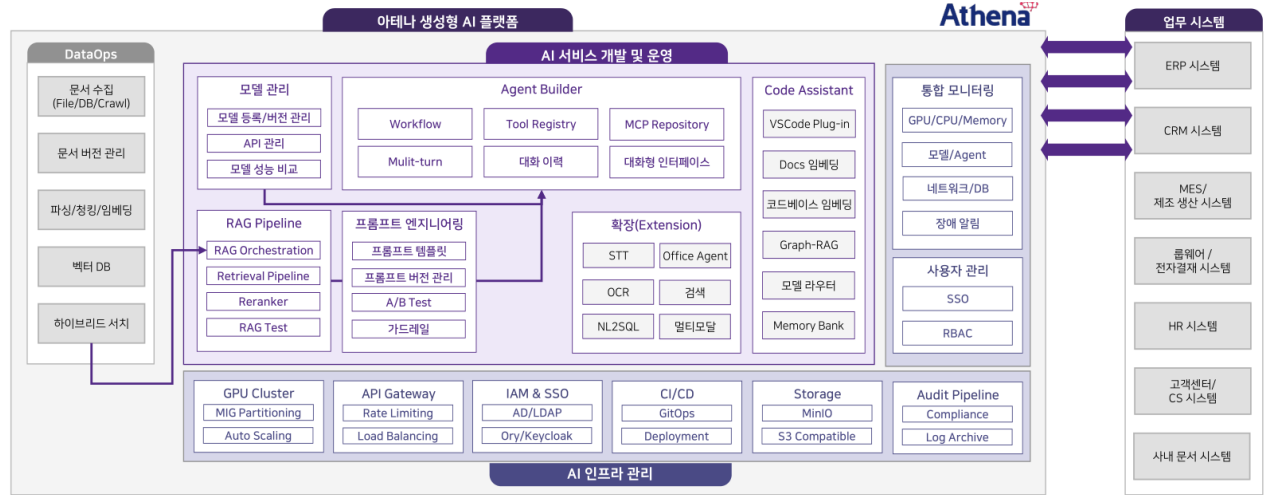 아테나 생성형 AI 플랫폼
Athena
업무 시스템
DataOps
문서 수집
(File/DB/Crawl)
문서 버전 관리
파싱/청킹/임베딩
벡터 DB
하이브리드 서치
AI 서비스 개발 및 운영
모델 관리
모델 등록/버전 관리
API 관리
모델 성능 비교
Agent Builder
Workflow
Tool Registry
MCP Repository
Mulit-turn
대화 이력
대화형 인터페이스
RAG Pipeline
RAG Orchestration
Retrieval Pipeline
Reranker
RAG Test
프롬프트 엔지니어링
프롬프트 템플릿
프롬프트 버전 관리
A/B Test
가드레일
확장(Extension)
STT
Office Agent
OCR
검색
NL2SQL
멀티모달
Code Assistant
VSCode Plug-in
Docs 임베딩
코드베이스 임베딩
Graph-RAG
모델 라우터
Memory Bank
통합 모니터링
GPU/CPU/Memory
모델/Agent
네트워크/DB
장애 알림
사용자 관리
SSO
RBAC
GPU Cluster
MIG Partitioning
Auto Scaling
API Gateway
Rate Limiting
Load Balancing
IAM & SSO
AD/LDAP
Ory/Keycloak
CI/CD
GitOps
Deployment
Storage
MinIO
S3 Compatible
Audit Pipeline
Compliance
Log Archive
AI 인프라 관리
ERP 시스템
CRM 시스템
MES/
제조 생산 시스템
룹웨어 /
전자결재 시스템
HR 시스템
고객센터/
CS 시스템
사내 문서 시스템